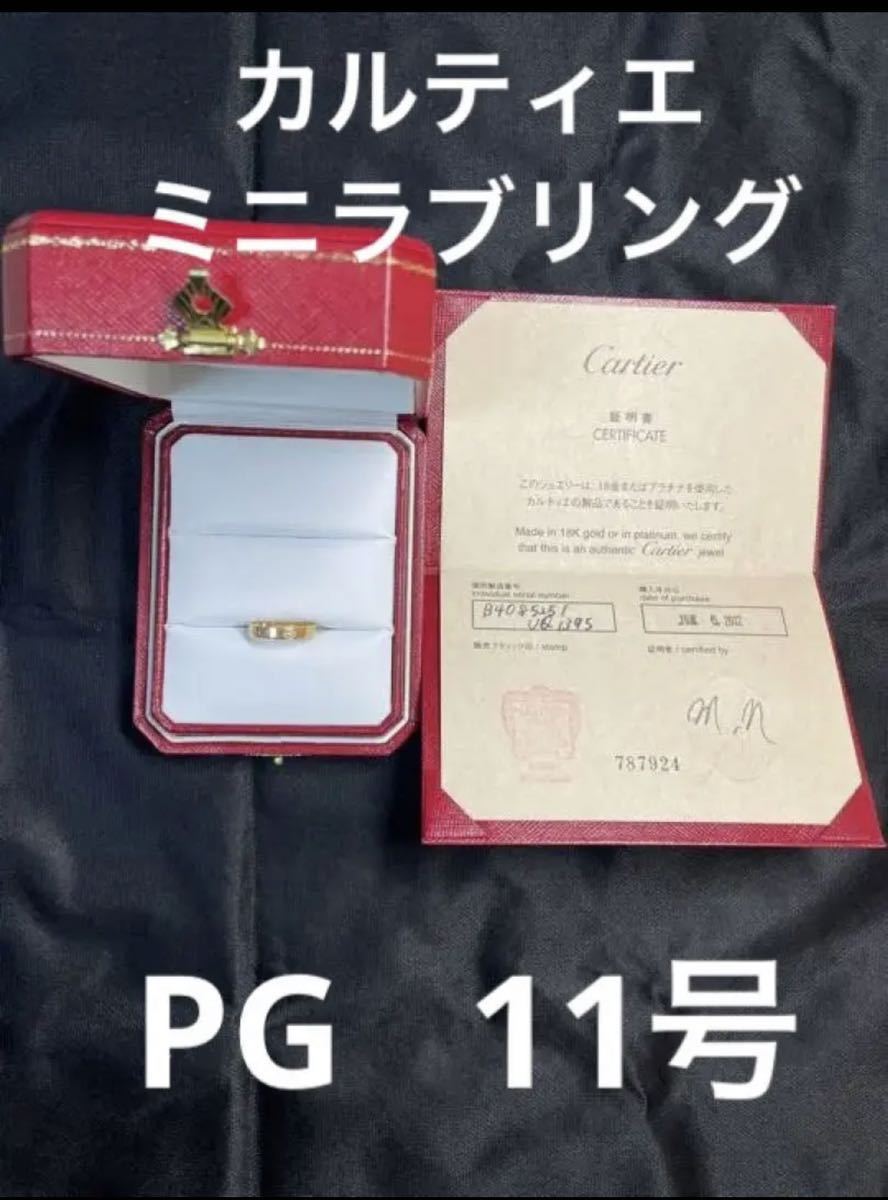 カルティエ
ミニラブリング
Cartier
証明書
CERTIFICATE
このジュエリーは、18金またはプラチナを使用した
カルティエの製品であることを証明いたします。
Made in 18K gold or in platinum, we certify
that this is an authentic Cartier jewel
個別製造番号
individual serial number
購入年月日
date of purchase
B4085251
2012
販売ブティック印 / stamp
証明者 / certified by
M.N
787924
PG 11号